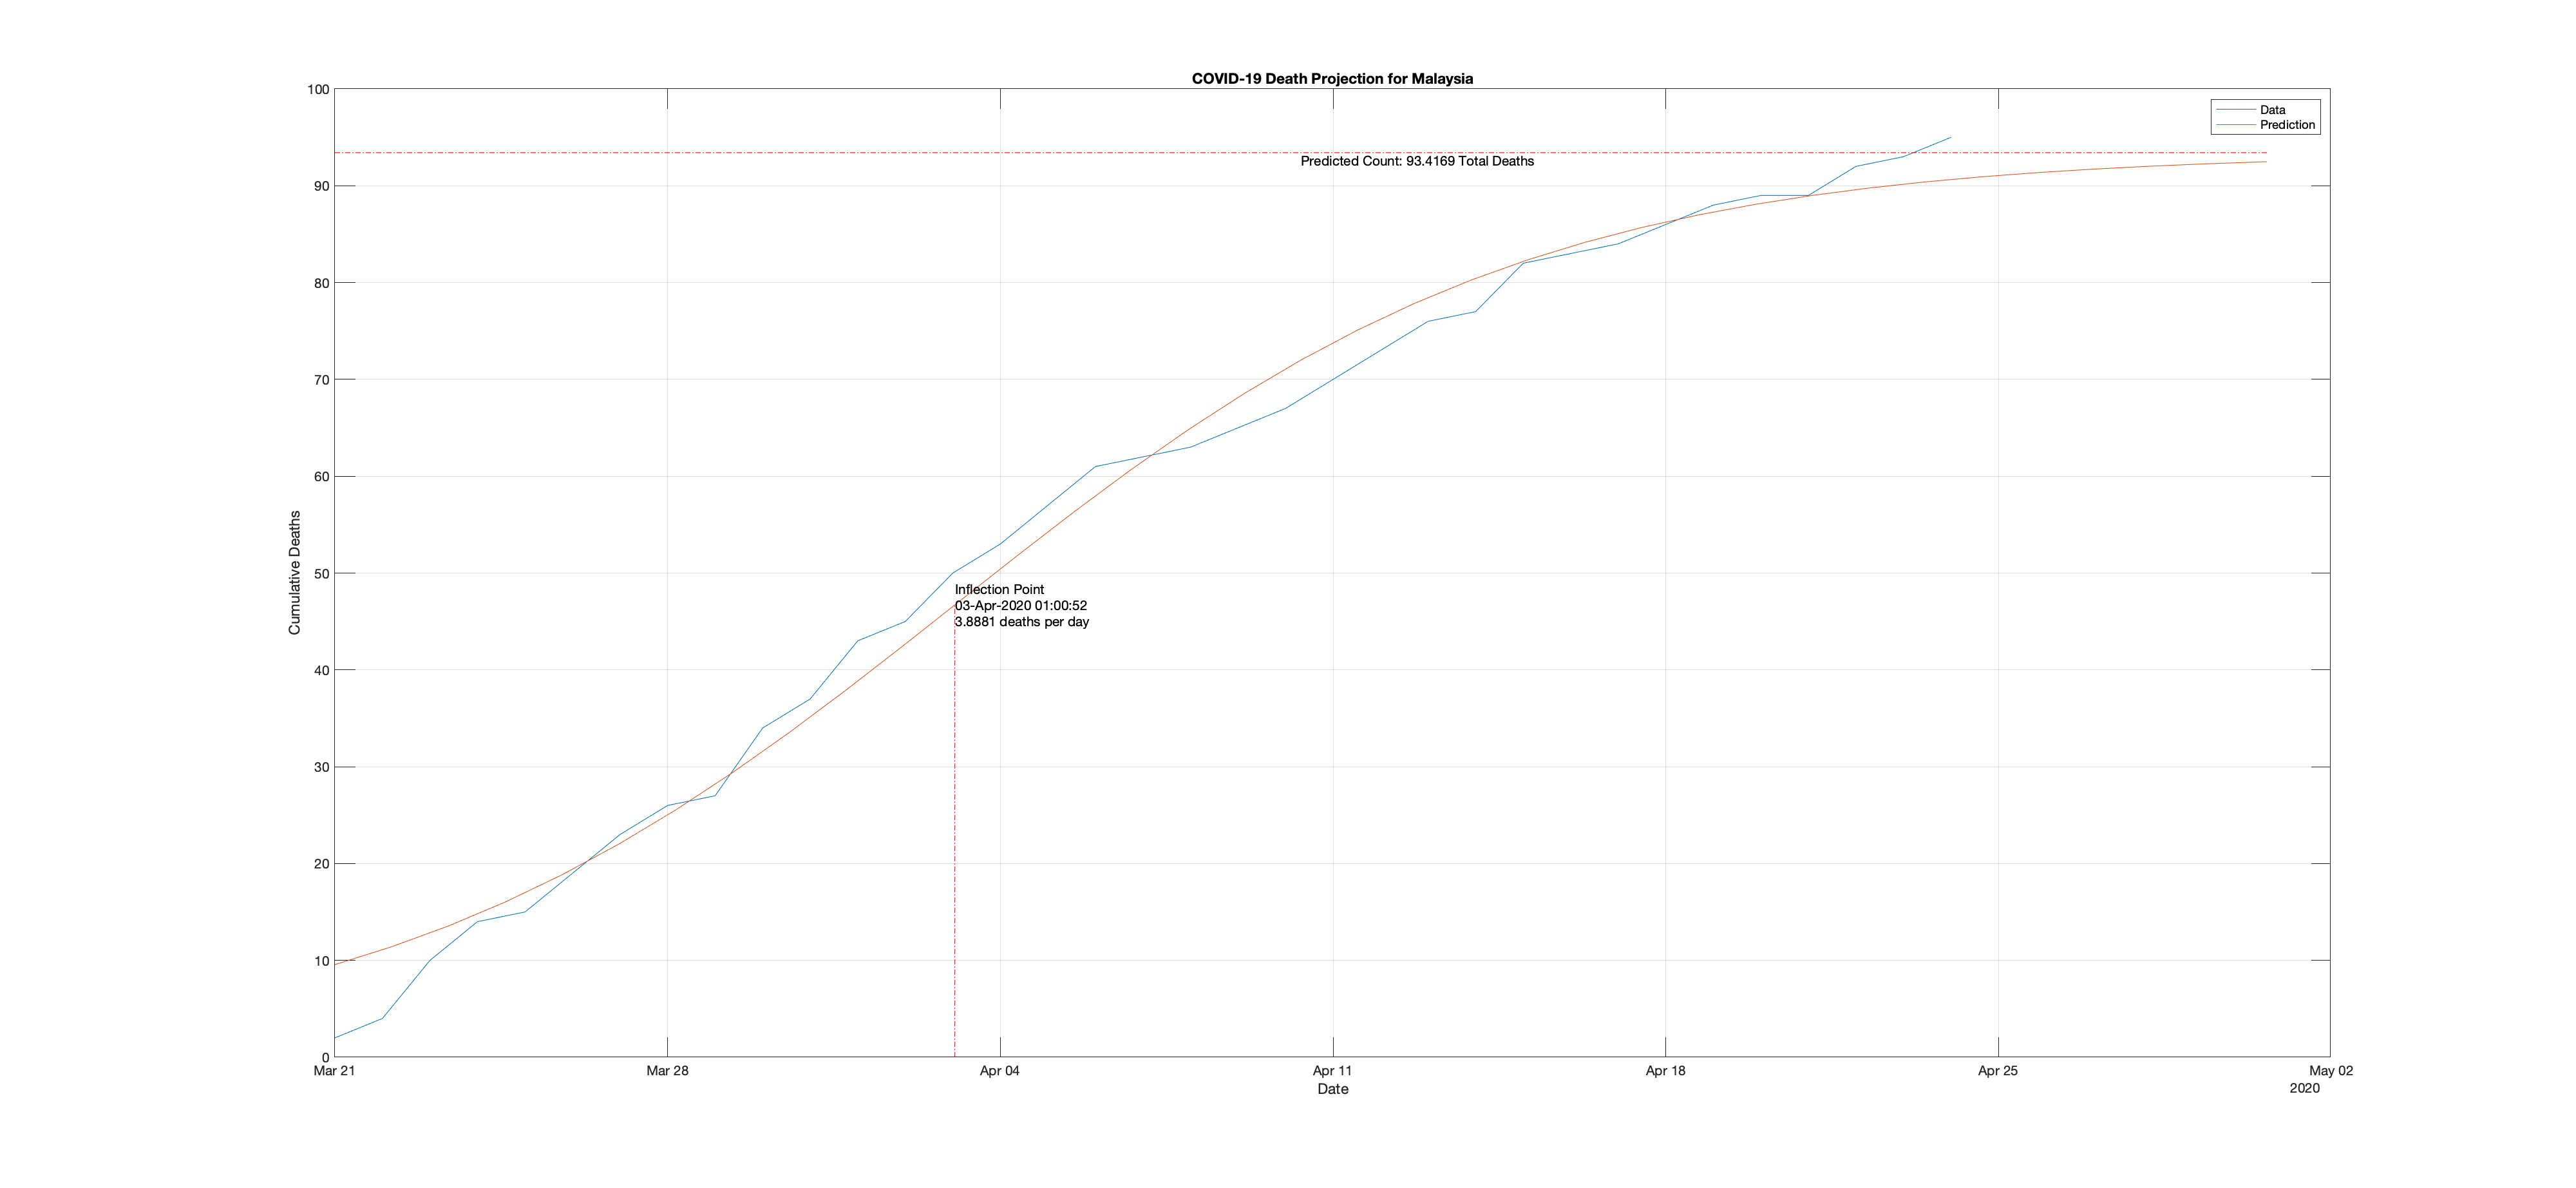 COVID-19 Death Projection for Malaysia
100
90
80
70
60
50
40
30
20
10
0
Cumulative Deaths
Data
Prediction
Predicted Count: 93.4169 Total Deaths
Inflection Point
03-Apr-2020 01:00:52
3.8881 deaths per day
Mar 21
Mar 28
Apr 04
Apr 11
Apr 18
Apr 25
May 02
Date
2020